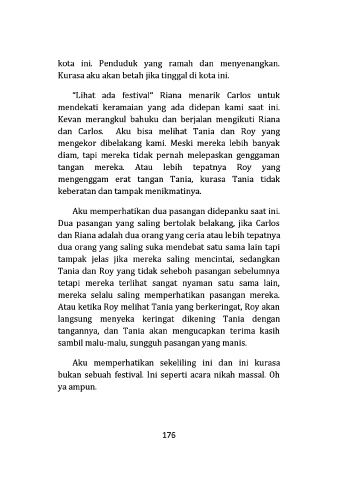 kota ini. Penduduk yang ramah dan menyenangkan.
Kurasa aku akan betah jika tinggal di kota ini.
"Lihat ada festival" Riana menarik Carlos untuk
mendekati keramaian yang ada didepan kami saat ini.
Kevan merangkul bahuku dan berjalan mengikuti Riana
dan Carlos. Aku bisa melihat Tania dan Roy yang
mengekor dibelakang kami. Meski mereka lebih banyak
diam, tapi mereka tidak pernah melepaskan genggaman
tangan mereka. Atau lebih tepatnya Roy yang
mengenggam erat tangan Tania, kurasa Tania tidak
keberatan dan tampak menikmatinya.
Aku memperhatikan dua pasangan didepanku saat ini.
Dua pasangan yang saling bertolak belakang, jika Carlos
dan Riana adalah dua orang yang ceria atau lebih tepatnya
dua orang yang saling suka mendebat satu sama lain tapi
tampak jelas jika mereka saling mencintai, sedangkan
Tania dan Roy yang tidak seheboh pasangan sebelumnya
tetapi mereka terlihat sangat nyaman satu sama lain,
mereka selalu saling memperhatikan pasangan mereka.
Atau ketika Roy melihat Tania yang berkeringat, Roy akan
langsung menyeka keringat dikening Tania dengan
tangannya, dan Tania akan mengucapkan terima kasih
sambil malu-malu, sungguh pasangan yang manis.
Aku memperhatikan sekeliling ini dan ini kurasa
bukan sebuah festival. Ini seperti acara nikah massal. Oh
ya ampun.
176